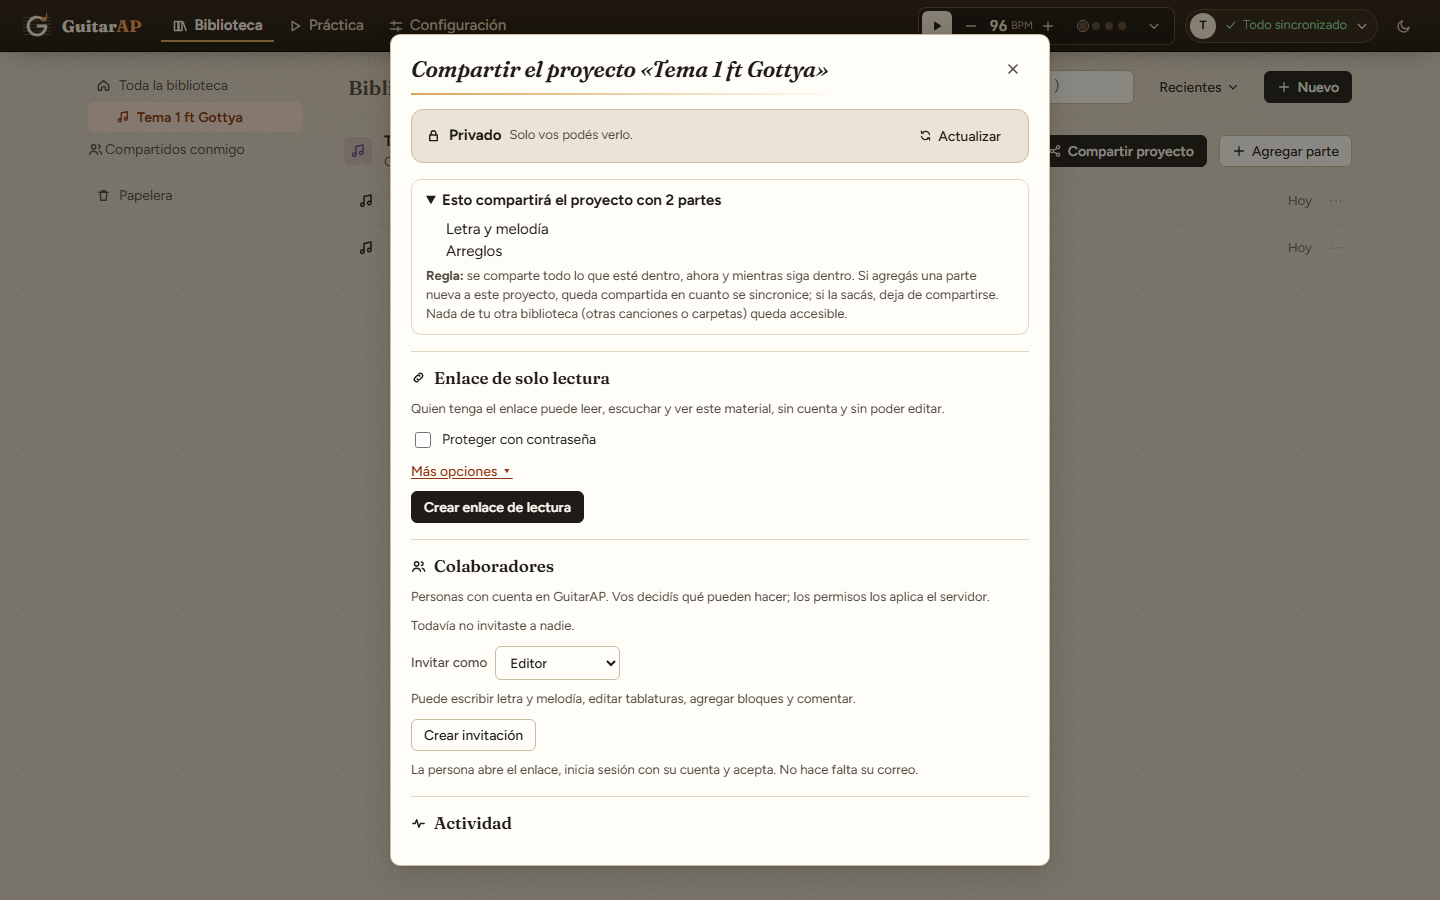 GuitarAP
Biblioteca
Práctica
Configuración
96 BPM
T
Todo sincronizado
Toda la biblioteca
Tema 1 ft Gottya
Compartidos conmigo
Papelera
Recientes
Nuevo
Compartir proyecto
Agregar parte
Hoy ...
Hoy ...
Compartir el proyecto «Tema 1 ft Gottya»
Privado Solo vos podés verlo.
Actualizar
Esto compartirá el proyecto con 2 partes
Letra y melodía
Arreglos
Regla: se comparte todo lo que esté dentro, ahora y mientras siga dentro. Si agregás una parte
nueva a este proyecto, queda compartida en cuanto se sincronice; si la sacás, deja de compartirse.
Nada de tu otra biblioteca (otras canciones o carpetas) queda accesible.
Enlace de solo lectura
Quien tenga el enlace puede leer, escuchar y ver este material, sin cuenta y sin poder editar.
Proteger con contraseña
Más opciones
Crear enlace de lectura
Colaboradores
Personas con cuenta en GuitarAP. Vos decidís qué pueden hacer; los permisos los aplica el servidor.
Todavía no invitaste a nadie.
Invitar como Editor
Puede escribir letra y melodía, editar tablaturas, agregar bloques y comentar.
Crear invitación
La persona abre el enlace, inicia sesión con su cuenta y acepta. No hace falta su correo.
Actividad